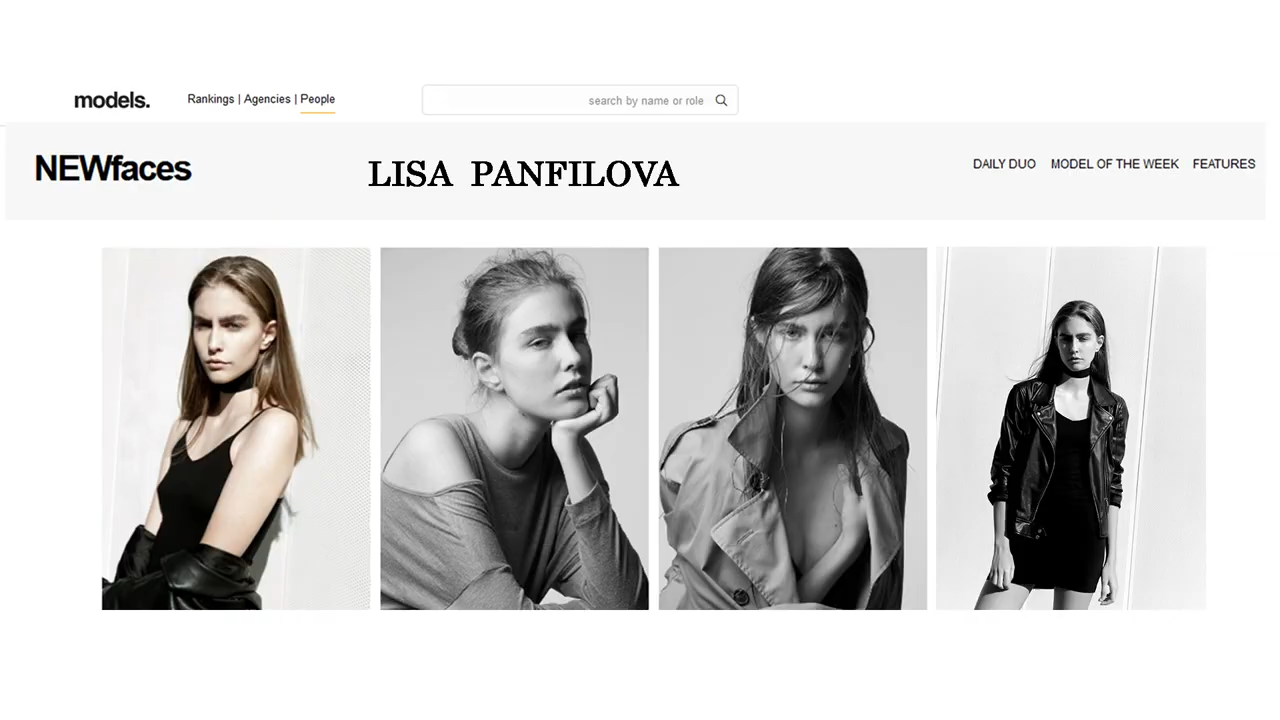 models.
Rankings | Agencies | People
search by name or role
NEWfaces
LISA PANFILOVA
DAILY DUO MODEL OF THE WEEK FEATURES